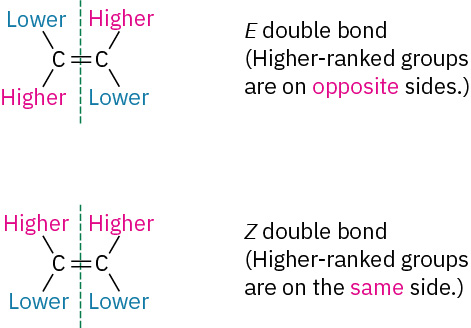 Lower Higher
C=C
Higher Lower
E double bond
(Higher-ranked groups
are on opposite sides.)
Higher Higher
C=C
Lower Lower
Z double bond
(Higher-ranked groups
are on the same side.)